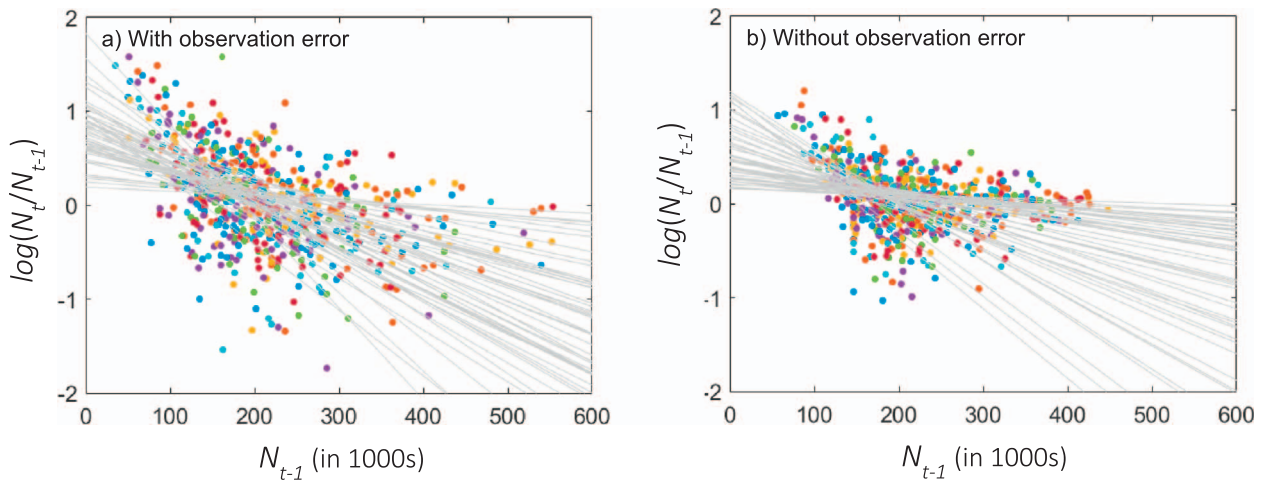 a) With observation error
2
1
0
-1
-2
log(Nt/Nt-1)
0 100 200 300 400 500 600
Nt-1 (in 1000s)
b) Without observation error
2
1
0
-1
-2
log(Nt/Nt-1)
0 100 200 300 400 500 600
Nt-1 (in 1000s)